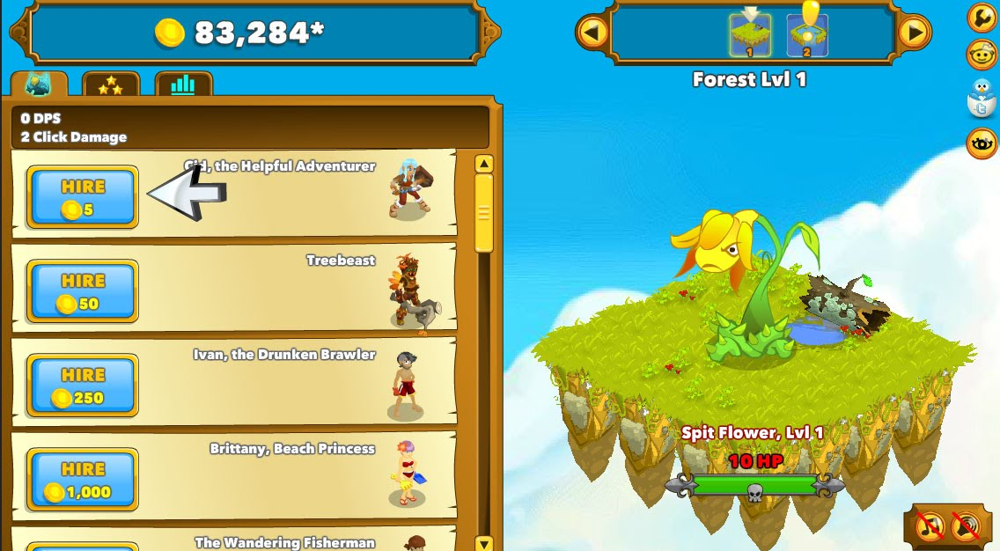 83,284*
1
2
Forest Lvl 1
0 DPS
2 Click Damage
Cid, the Helpful Adventurer
HIRE
5
Treebeast
HIRE
50
Ivan, the Drunken Brawler
HIRE
250
Brittany, Beach Princess
HIRE
1,000
The Wandering Fisherman
Spit Flower, Lvl 1
10 HP